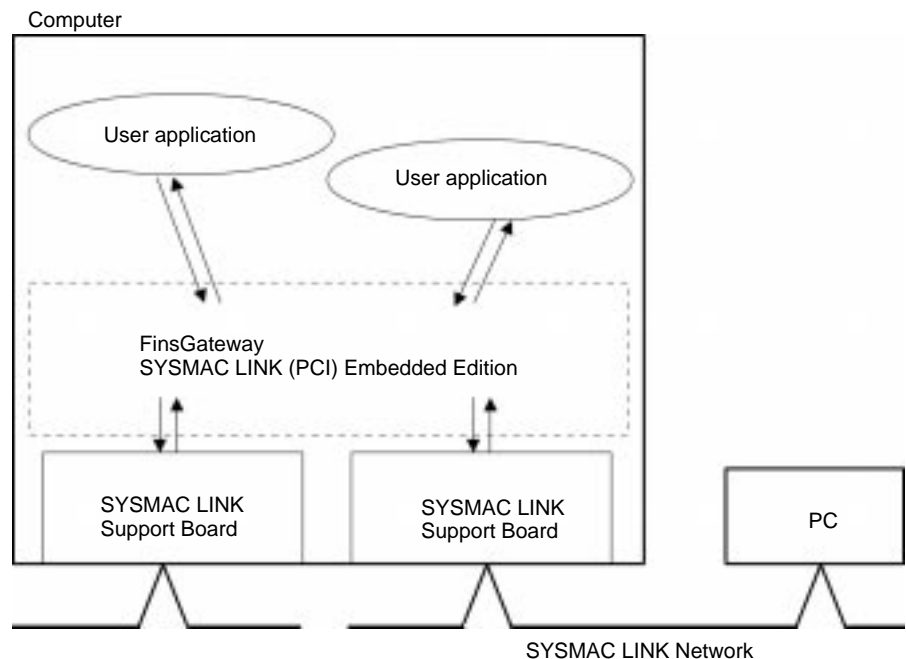 Computer
User application
User application
FinsGateway
SYSMAC LINK (PCI) Embedded Edition
SYSMAC LINK
Support Board
SYSMAC LINK
Support Board
PC
SYSMAC LINK Network